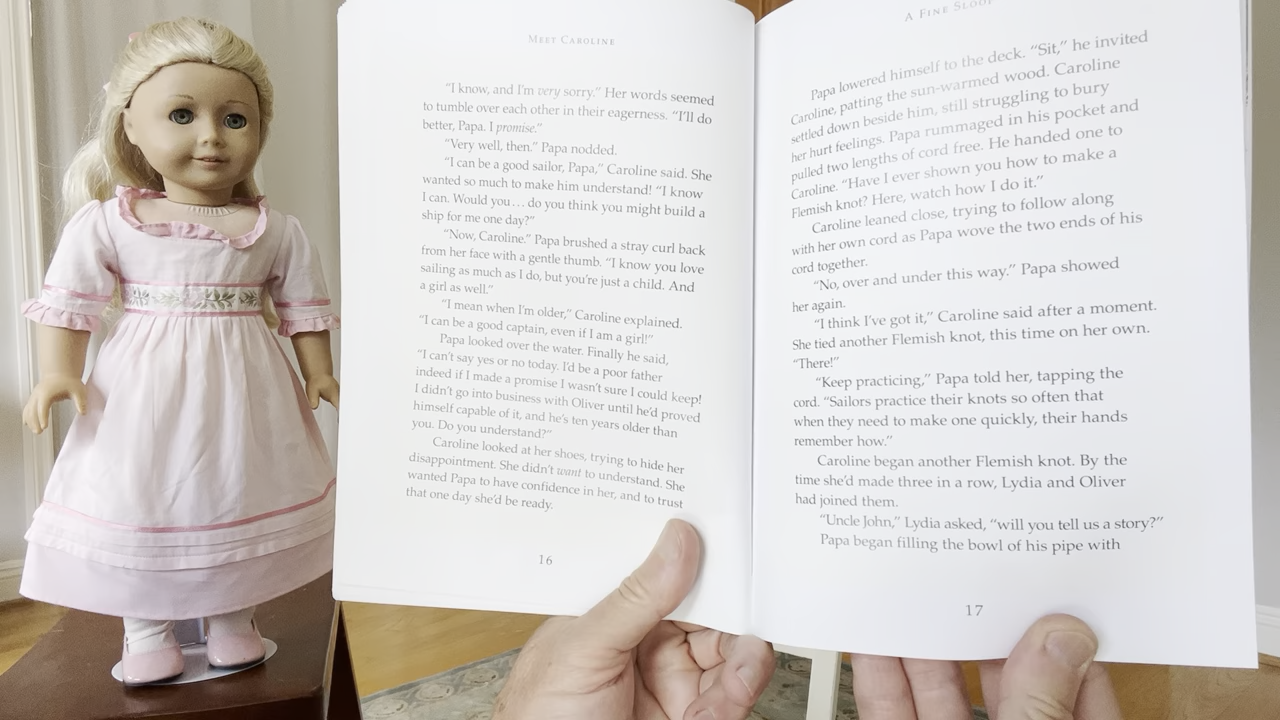 MEET CAROLINE
“I know, and I’m very sorry.” Her words seemed
to tumble over each other in their eagerness. “I’ll do
better, Papa. I promise.”
“Very well, then.” Papa nodded.
“I can be a good sailor, Papa,” Caroline said. She
wanted so much to make him understand! “I know
I can. Would you . . . do you think you might build a
ship for me one day?”
“Now, Caroline.” Papa brushed a stray curl back
from her face with a gentle thumb. “I know you love
sailing as much as I do, but you’re just a child. And
a girl as well.”
“I mean when I’m older,” Caroline explained.
“I can be a good captain, even if I am a girl!”
Papa looked over the water. Finally he said,
“I can’t say yes or no today. I’d be a poor father
indeed if I made a promise I wasn’t sure I could keep!
I didn’t go into business with Oliver until he’d proved
himself capable of it, and he’s ten years older than
you. Do you understand?”
Caroline looked at her shoes, trying to hide her
disappointment. She didn’t want to understand. She
wanted Papa to have confidence in her, and to trust
that one day she’d be ready.
16
A FINE SLOOP
Papa lowered himself to the deck. “Sit,” he invited
Caroline, patting the sun-warmed wood. Caroline
settled down beside him, still struggling to bury
her hurt feelings. Papa rummaged in his pocket and
pulled two lengths of cord free. He handed one to
Caroline. “Have I ever shown you how to make a
Flemish knot? Here, watch how I do it.”
Caroline leaned close, trying to follow along
with her own cord as Papa wove the two ends of his
cord together.
“No, over and under this way.” Papa showed
her again.
“I think I’ve got it,” Caroline said after a moment.
She tied another Flemish knot, this time on her own.
“There!”
“Keep practicing,” Papa told her, tapping the
cord. “Sailors practice their knots so often that
when they need to make one quickly, their hands
remember how.”
Caroline began another Flemish knot. By the
time she’d made three in a row, Lydia and Oliver
had joined them.
“Uncle John,” Lydia asked, “will you tell us a story?”
Papa began filling the bowl of his pipe with
17